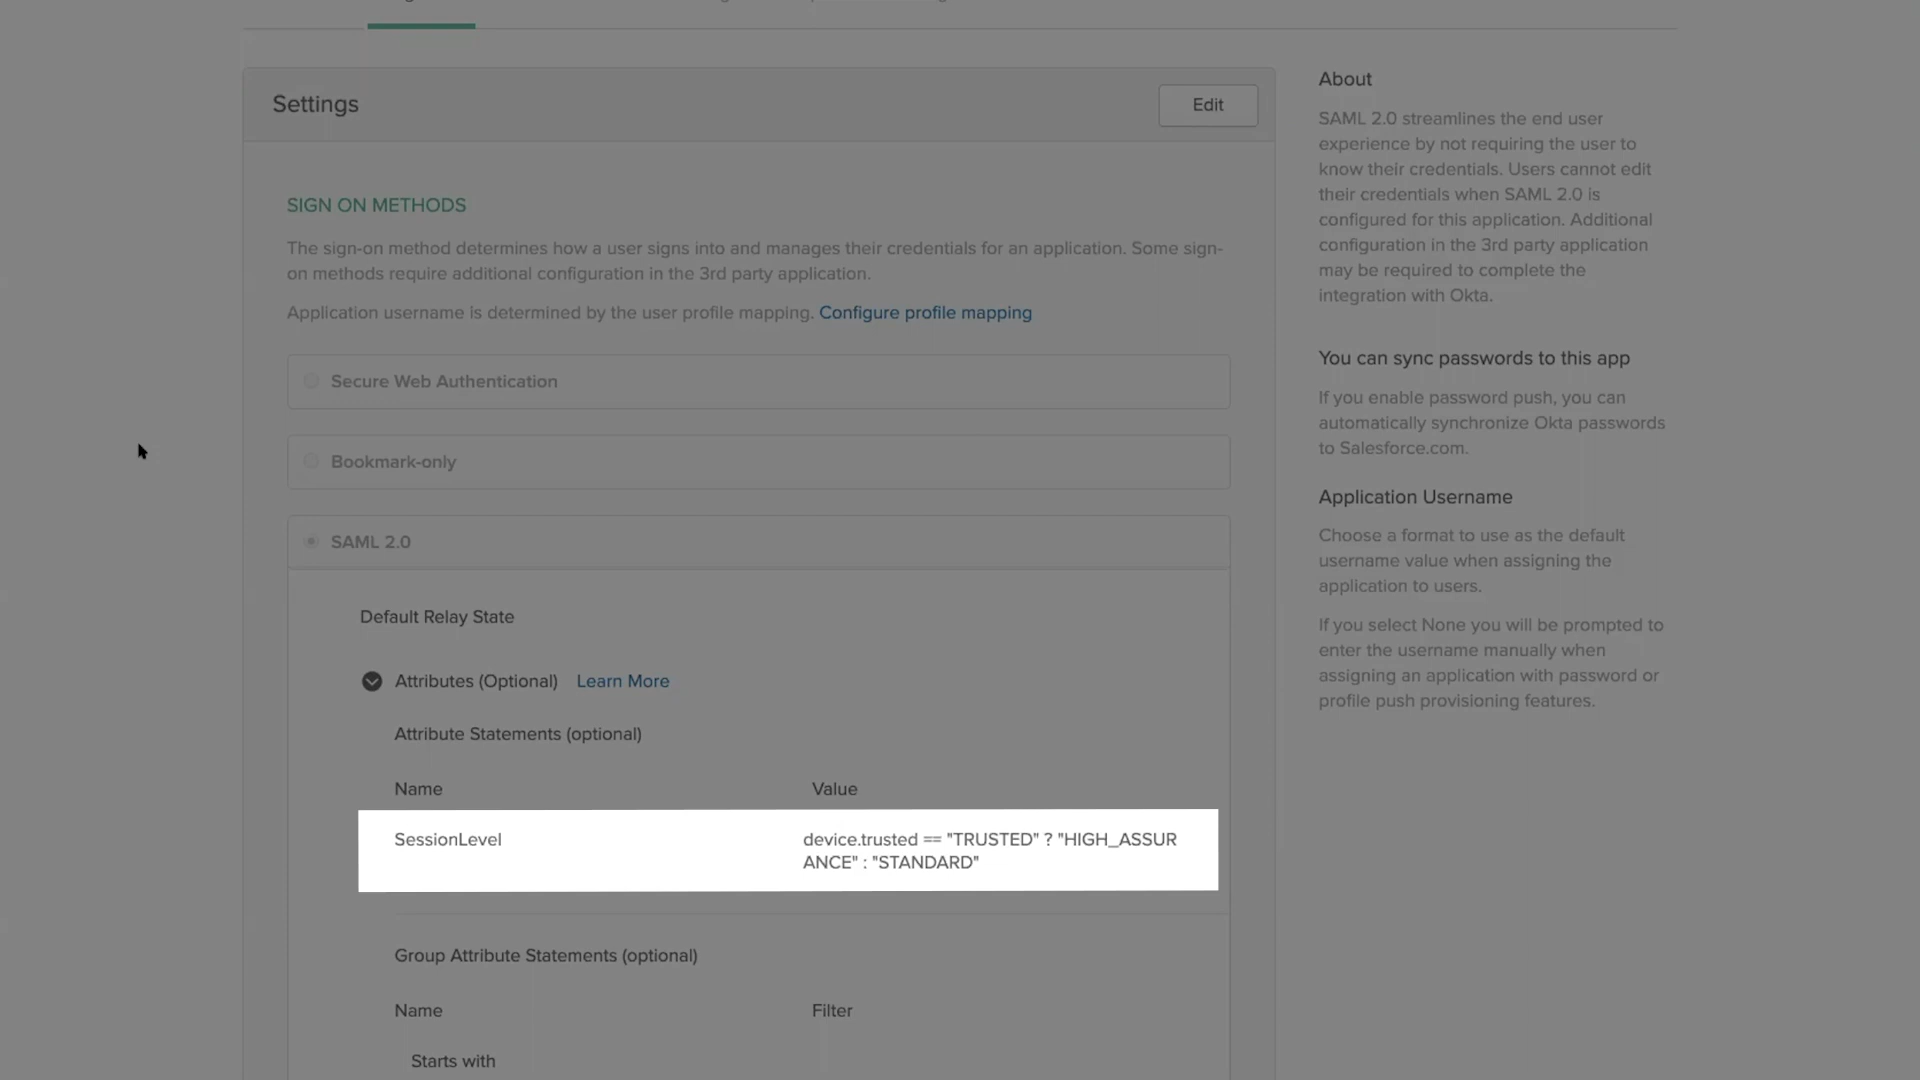 Settings
Edit
SIGN ON METHODS
The sign-on method determines how a user signs into and manages their credentials for an application. Some sign-
on methods require additional configuration in the 3rd party application.
Application username is determined by the user profile mapping. Configure profile mapping
Secure Web Authentication
Bookmark-only
SAML 2.0
Default Relay State
Attributes (Optional) Learn More
Attribute Statements (optional)
Name Value
SessionLevel device.trusted == "TRUSTED" ? "HIGH_ASSUR
ANCE" : "STANDARD"
Group Attribute Statements (optional)
Name Filter
Starts with
About
SAML 2.0 streamlines the end user
experience by not requiring the user to
know their credentials. Users cannot edit
their credentials when SAML 2.0 is
configured for this application. Additional
configuration in the 3rd party application
may be required to complete the
integration with Okta.
You can sync passwords to this app
If you enable password push, you can
automatically synchronize Okta passwords
to Salesforce.com.
Application Username
Choose a format to use as the default
username value when assigning the
application to users.
If you select None you will be prompted to
enter the username manually when
assigning an application with password or
profile push provisioning features.